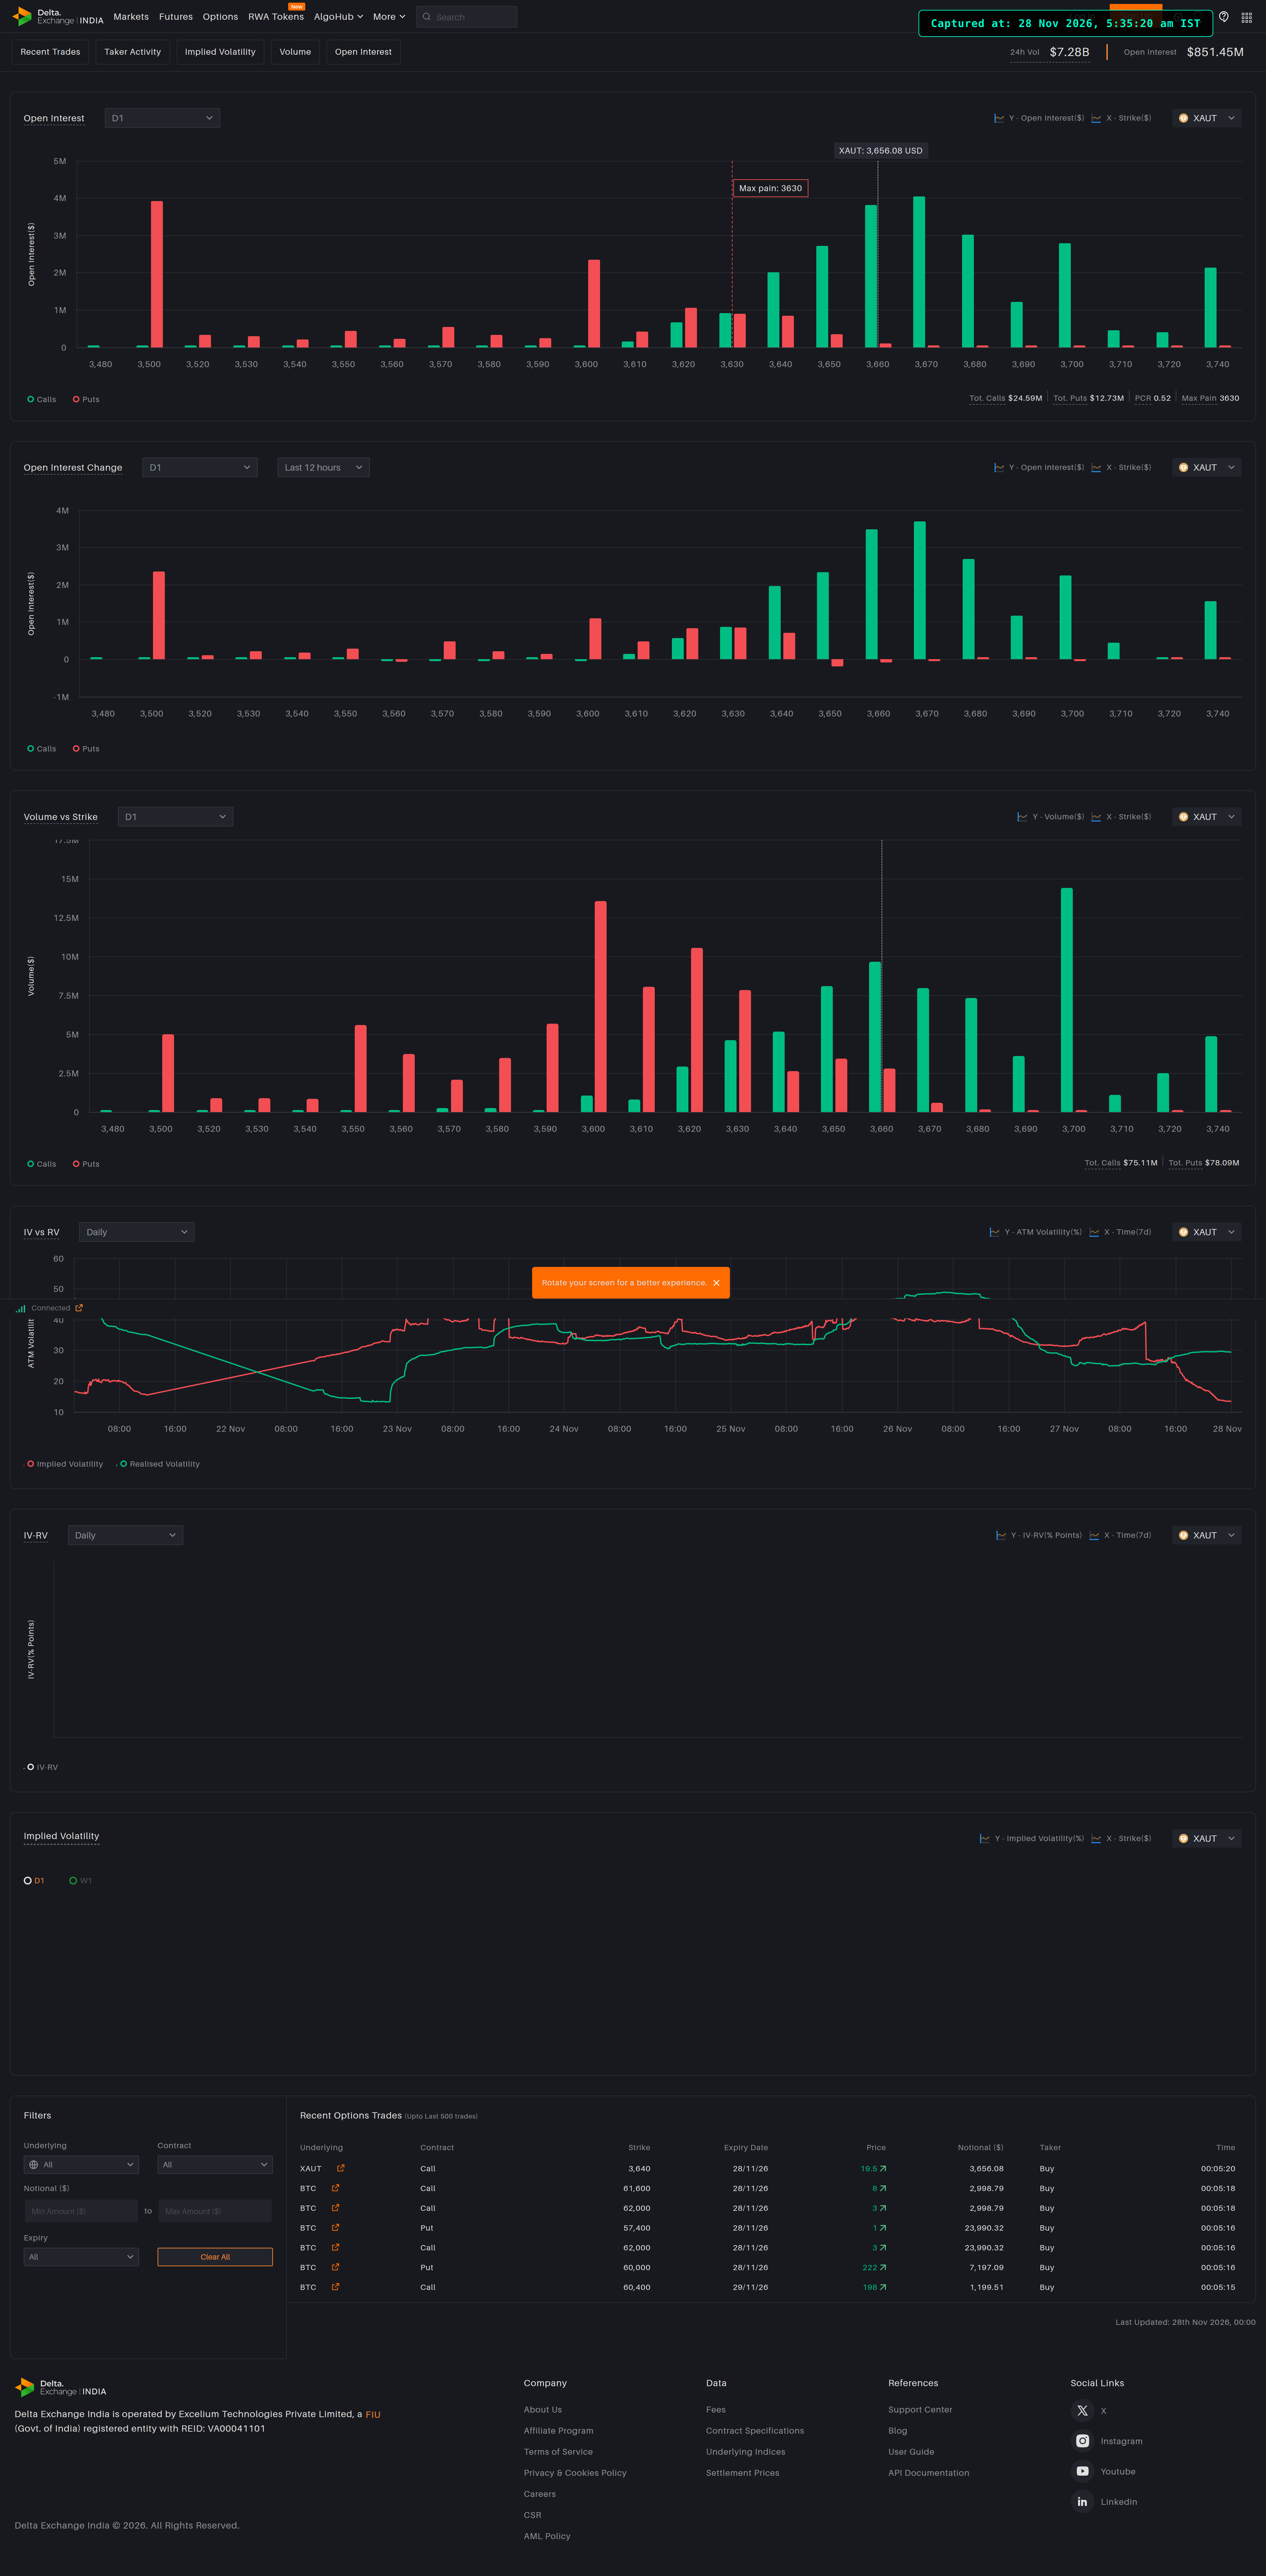 Delta.
Exchange | INDIA
Markets Futures Options RWA Tokens New AlgoHub More Search
Captured at: 28 Nov 2026, 5:35:20 am IST
Recent Trades Taker Activity Implied Volatility Volume Open Interest
24h Vol $7.28B Open Interest $851.45M
Open Interest D1 Y - Open Interest($) X - Strike($) XAUT
XAUT: 3,656.08 USD
Max pain: 3630
Open Interest($)
5M
4M
3M
2M
1M
0
3,480 3,500 3,520 3,530 3,540 3,550 3,560 3,570 3,580 3,590 3,600 3,610 3,620 3,630 3,640 3,650 3,660 3,670 3,680 3,690 3,700 3,710 3,720 3,740
Calls Puts
Tot. Calls $24.59M Tot. Puts $12.73M PCR 0.52 Max Pain 3630
Open Interest Change D1 Last 12 hours Y - Open Interest($) X - Strike($) XAUT
Open Interest($)
4M
3M
2M
1M
0
-1M
3,480 3,500 3,520 3,530 3,540 3,550 3,560 3,570 3,580 3,590 3,600 3,610 3,620 3,630 3,640 3,650 3,660 3,670 3,680 3,690 3,700 3,710 3,720 3,740
Calls Puts
Volume vs Strike D1 Y - Volume($) X - Strike($) XAUT
Volume($)
17.5M
15M
12.5M
10M
7.5M
5M
2.5M
0
3,480 3,500 3,520 3,530 3,540 3,550 3,560 3,570 3,580 3,590 3,600 3,610 3,620 3,630 3,640 3,650 3,660 3,670 3,680 3,690 3,700 3,710 3,720 3,740
Calls Puts
Tot. Calls $75.11M Tot. Puts $78.09M
IV vs RV Daily Y - ATM Volatility(%) X - Time(7d) XAUT
60
50
Rotate your screen for a better experience.
Connected
40
30
20
10
ATM
08:00 16:00 22 Nov 08:00 16:00 23 Nov 08:00 16:00 24 Nov 08:00 16:00 25 Nov 08:00 16:00 26 Nov 08:00 16:00 27 Nov 08:00 16:00 28 Nov
Implied Volatility Realised Volatility
IV-RV Daily Y - IV-RV(% Points) X - Time(7d) XAUT
IV-RV(% Points)
IV-RV
Implied Volatility Y - Implied Volatility(%) X - Strike($) XAUT
D1 W1
Filters
Underlying Contract
All All
Notional ($)
Min Amount ($) to Max Amount ($)
Expiry
All Clear All
Recent Options Trades (Upto Last 500 trades)
Underlying Contract Strike Expiry Date Price Notional ($) Taker Time
XAUT Call 3,640 28/11/26 19.5 3,656.08 Buy 00:05:20
BTC Call 61,600 28/11/26 8 2,998.79 Buy 00:05:18
BTC Call 62,000 28/11/26 3 2,998.79 Buy 00:05:18
BTC Put 57,400 28/11/26 1 23,990.32 Buy 00:05:16
BTC Call 62,000 28/11/26 3 23,990.32 Buy 00:05:16
BTC Put 60,000 28/11/26 222 7,197.09 Buy 00:05:16
BTC Call 60,400 29/11/26 198 1,199.51 Buy 00:05:15
Last Updated: 28th Nov 2026, 00:00
Delta.
Exchange | INDIA
Delta Exchange India is operated by Excelium Technologies Private Limited, a FIU
(Govt. of India) registered entity with REID: VA00041101
Delta Exchange India © 2026. All Rights Reserved.
Company
About Us
Affiliate Program
Terms of Service
Privacy & Cookies Policy
Careers
CSR
AML Policy
Data
Fees
Contract Specifications
Underlying Indices
Settlement Prices
References
Support Center
Blog
User Guide
API Documentation
Social Links
X
Instagram
Youtube
Linkedin